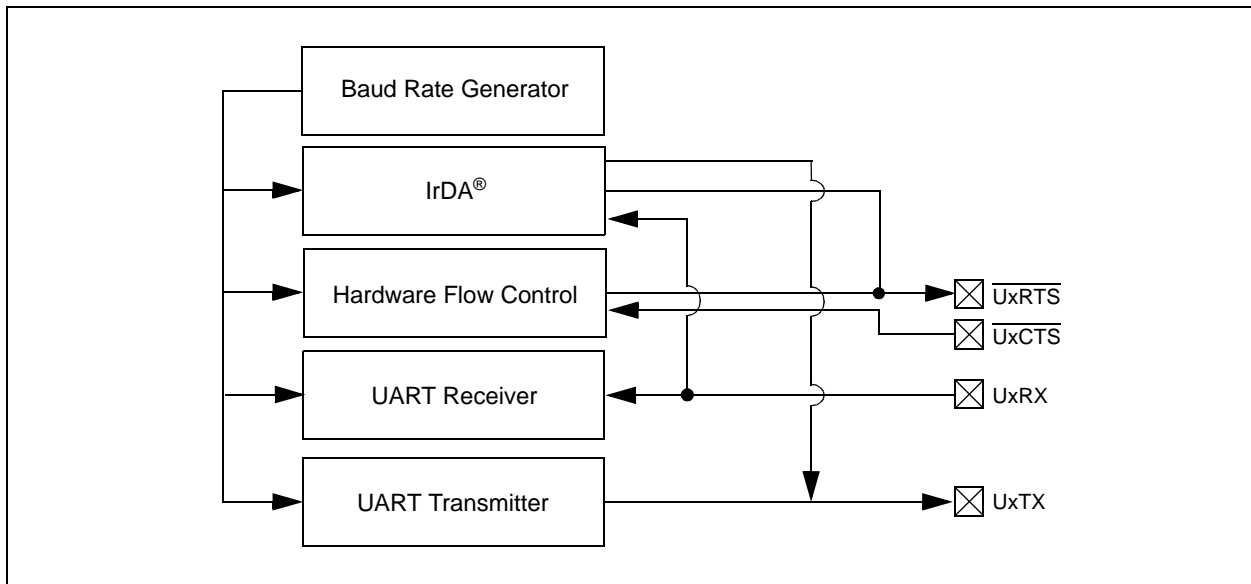 Baud Rate Generator
IrDA®
Hardware Flow Control
UxRTS
UxCTS
UART Receiver
UxRX
UART Transmitter
UxTX